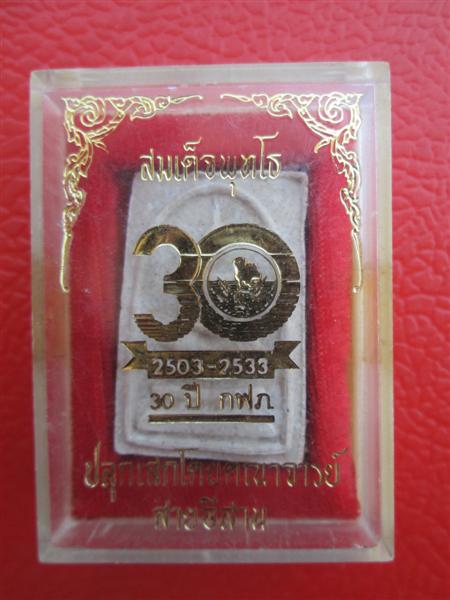 สมเด็จพุทโธ
30
2503-2533
30 ปี กฟภ
ปลุกเสกโดยคณาจารย์
สายอีสาน